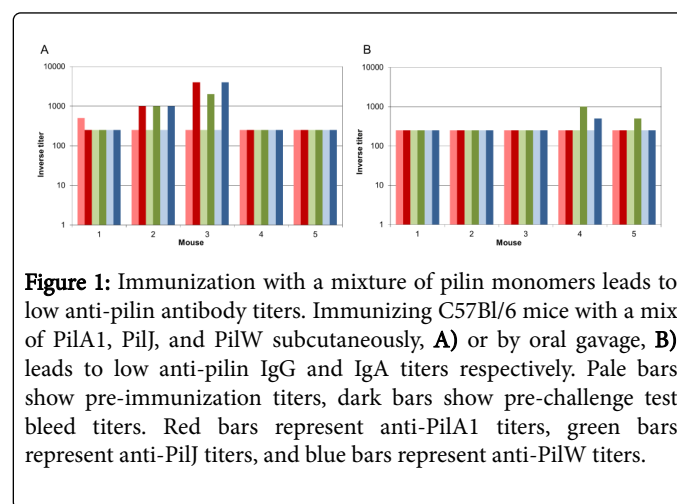 A
B
10000
1000
100
10
1
Inverse titer
1 2 3 4 5
Mouse
10000
1000
100
10
1
Inverse titer
1 2 3 4 5
Mouse
Figure 1: Immunization with a mixture of pilin monomers leads to
low anti-pilin antibody titers. Immunizing C57Bl/6 mice with a mix
of PilA1, PilJ, and PilW subcutaneously, A) or by oral gavage, B)
leads to low anti-pilin IgG and IgA titers respectively. Pale bars
show pre-immunization titers, dark bars show pre-challenge test
bleed titers. Red bars represent anti-PilA1 titers, green bars
represent anti-PilJ titers, and blue bars represent anti-PilW titers.